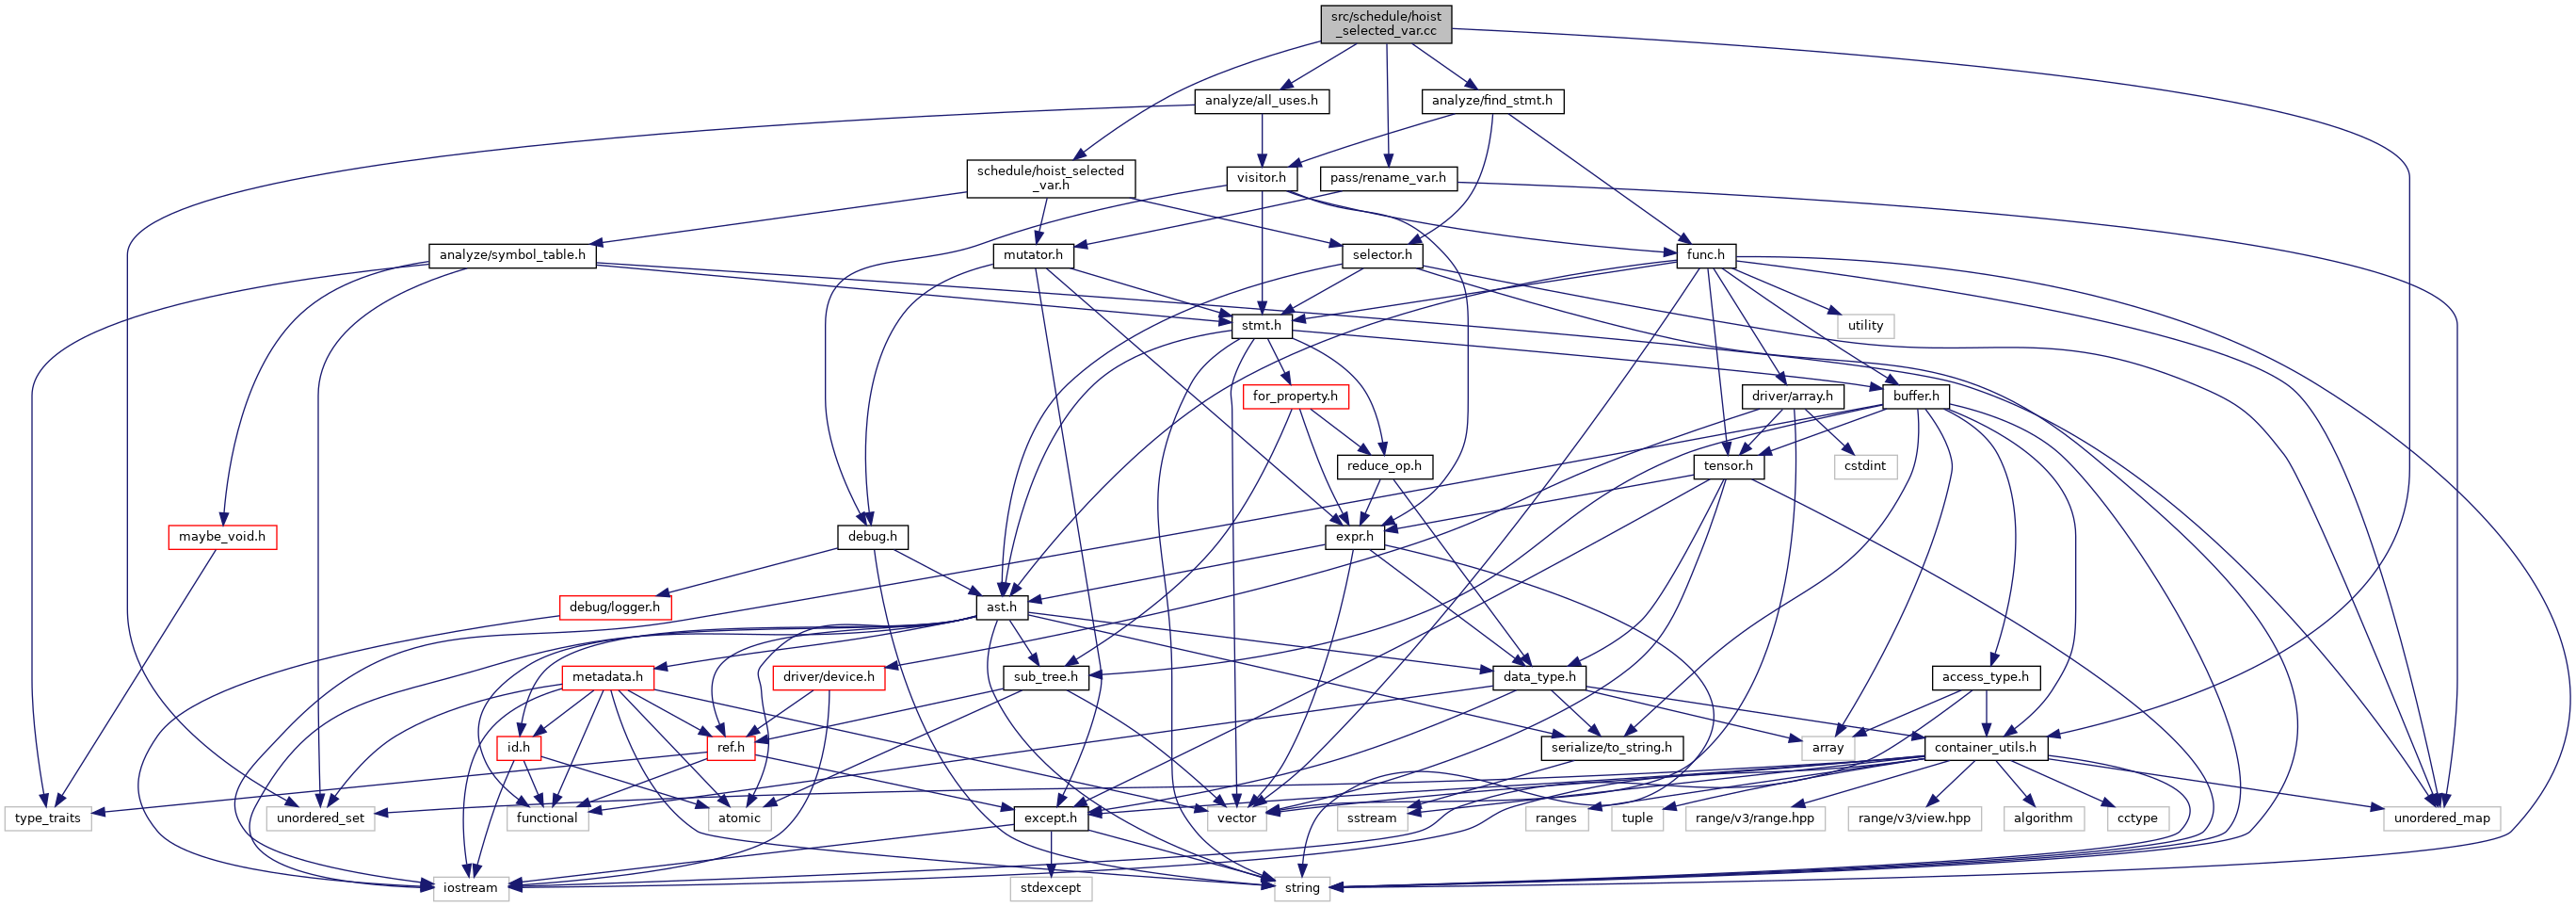 src/schedule/hoist
_selected_var.cc
analyze/all_uses.h
analyze/find_stmt.h
schedule/hoist_selected
_var.h
visitor.h
pass/rename_var.h
analyze/symbol_table.h
mutator.h
selector.h
func.h
stmt.h
utility
for_property.h
driver/array.h
buffer.h
reduce_op.h
tensor.h
cstdint
maybe_void.h
debug.h
expr.h
debug/logger.h
ast.h
metadata.h
driver/device.h
sub_tree.h
data_type.h
access_type.h
id.h
ref.h
serialize/to_string.h
array
container_utils.h
type_traits
unordered_set
functional
atomic
except.h
vector
sstream
ranges
tuple
range/v3/range.hpp
range/v3/view.hpp
algorithm
cctype
unordered_map
iostream
stdexcept
string